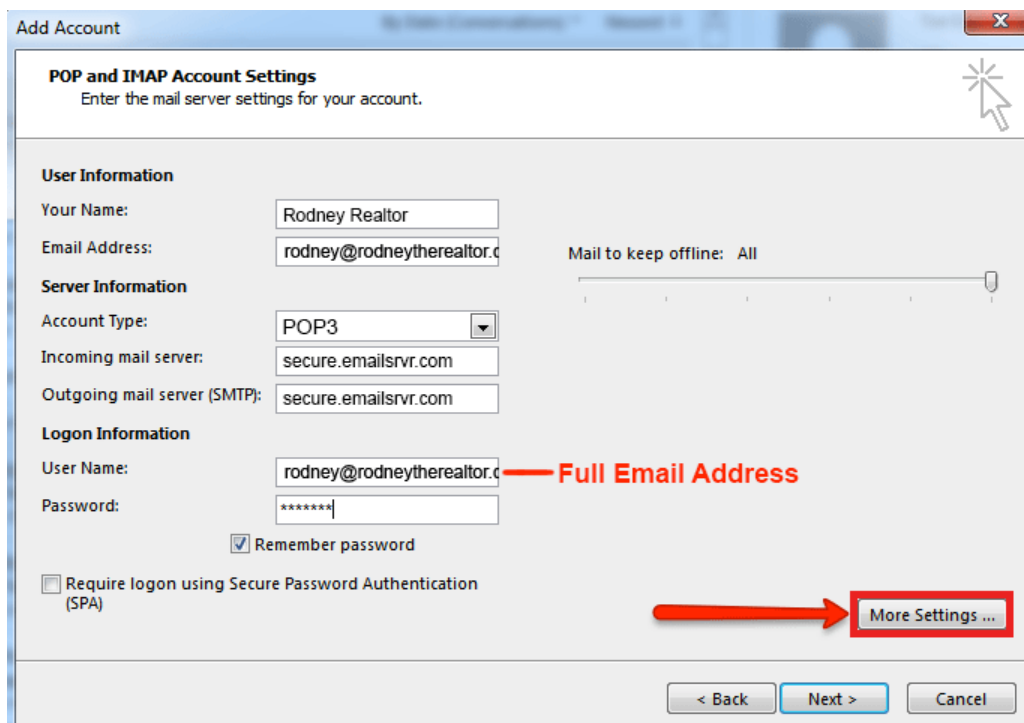 Add Account
POP and IMAP Account Settings
Enter the mail server settings for your account.
User Information
Your Name: Rodney Realtor
Email Address: rodney@rodneytherealtor.c
Mail to keep offline: All
Server Information
Account Type: POP3
Incoming mail server: secure.emailsrvr.com
Outgoing mail server (SMTP): secure.emailsrvr.com
Logon Information
User Name: rodney@rodneytherealtor.c Full Email Address
Password: *******
Remember password
Require logon using Secure Password Authentication
(SPA)
More Settings ...
< Back Next > Cancel